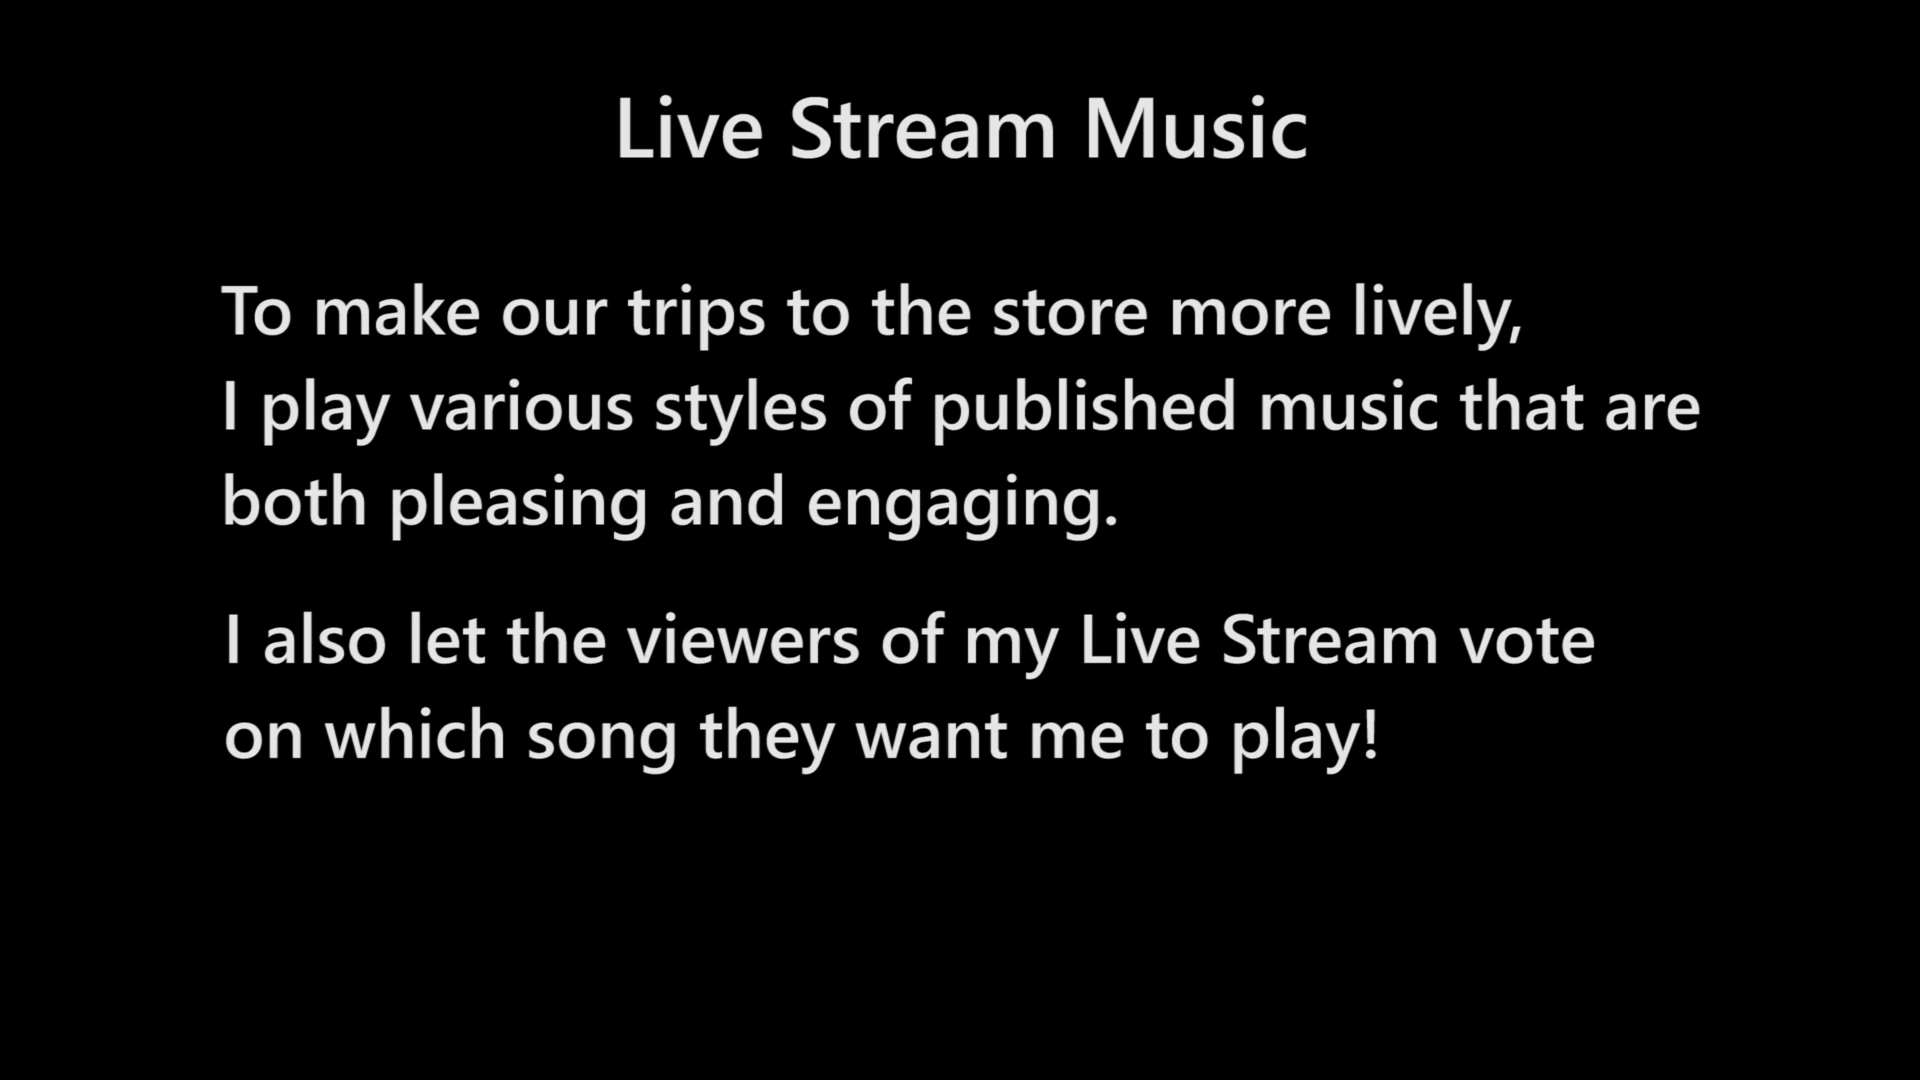 Live Stream Music
To make our trips to the store more lively,
I play various styles of published music that are
both pleasing and engaging.
I also let the viewers of my Live Stream vote
on which song they want me to play!